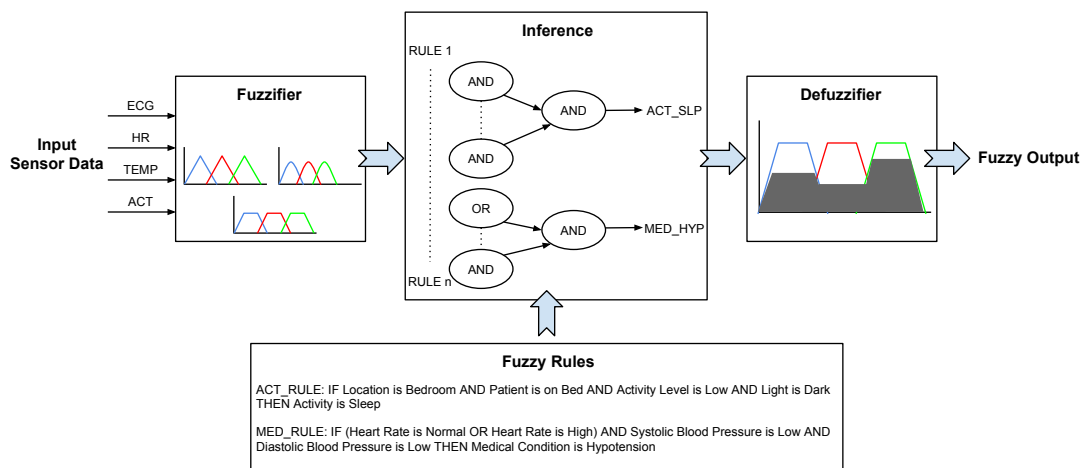 Input
Sensor Data
ECG
HR
TEMP
ACT
Fuzzifier
Inference
RULE 1
AND
AND
AND
ACT_SLP
OR
AND
AND
MED_HYP
RULE n
Defuzzifier
Fuzzy Output
Fuzzy Rules
ACT_RULE: IF Location is Bedroom AND Patient is on Bed AND Activity Level is Low AND Light is Dark
THEN Activity is Sleep
MED_RULE: IF (Heart Rate is Normal OR Heart Rate is High) AND Systolic Blood Pressure is Low AND
Diastolic Blood Pressure is Low THEN Medical Condition is Hypotension